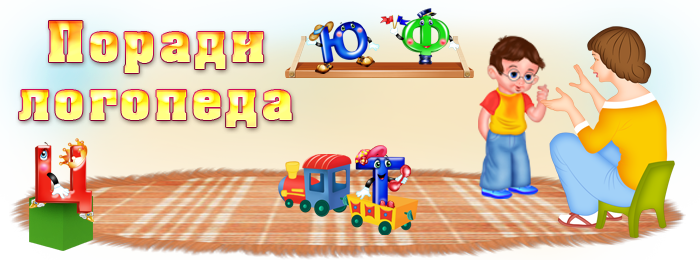 Поради
логопеда
Ю Ф
Ц
Т